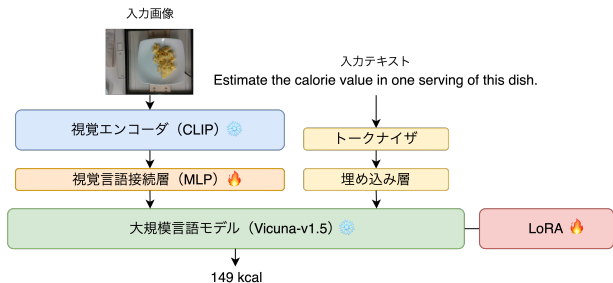 入力画像
入力テキスト
Estimate the calorie value in one serving of this dish.
視覚エンコーダ（CLIP）
トークナイザ
視覚言語接続層（MLP）
埋め込み層
大規模言語モデル（Vicuna-v1.5）
LoRA
149 kcal